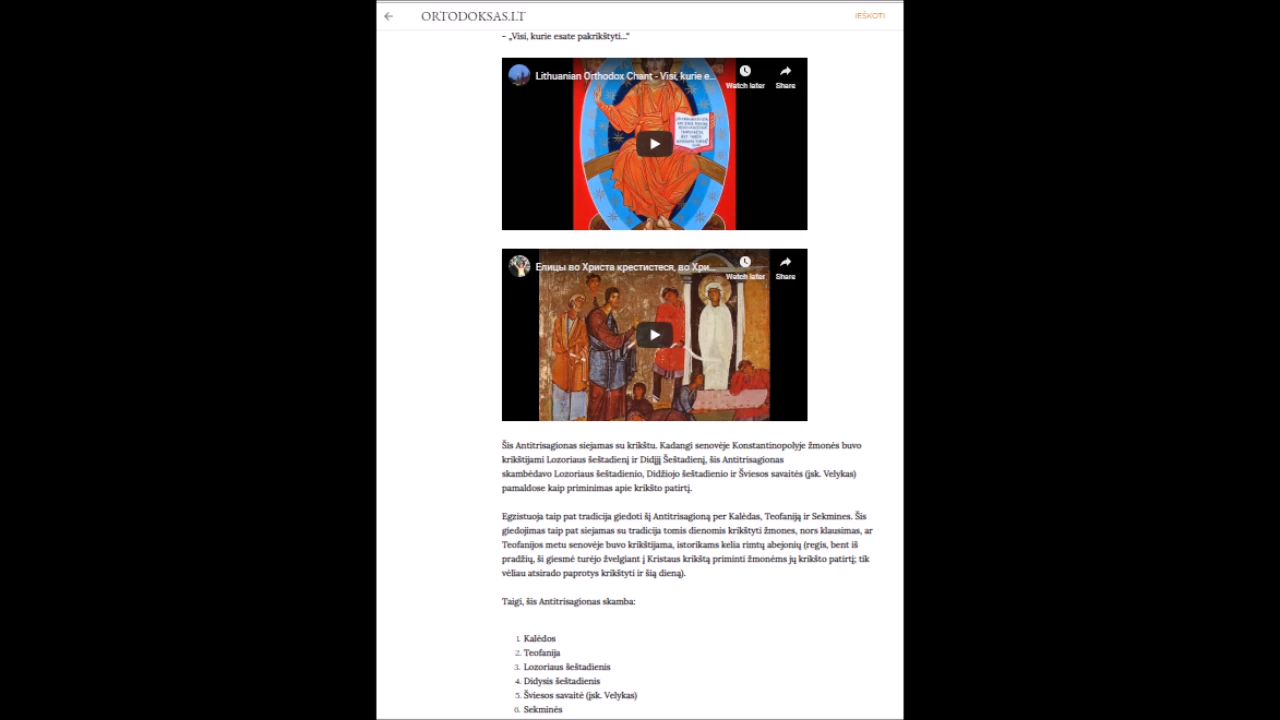 ORTODOKSAS.LT
IEŠKOTI
- „Visi, kurie esate pakrikštyti..."
Lithuanian Orthodox Chant - Visi, kurie e...
Watch later
Share
Елицы во Христа крестистеся, во Хри...
Watch later
Share
Šis Antitrisagionas siejamas su krikštu. Kadangi senovėje Konstantinopolyje žmonės buvo
krikštijami Lozoriaus šeštadienį ir Didįjį Šeštadienį, šis Antitrisagionas
skambėdavo Lozoriaus šeštadienio, Didžiojo šeštadienio ir Šviesos savaitės (įsk. Velykas)
pamaldose kaip priminimas apie krikšto patirtį.
Egzistuoja taip pat tradicija giedoti šį Antitrisagioną per Kalėdas, Teofaniją ir Sekmines. Šis
giedojimas taip pat siejamas su tradicija tomis dienomis krikštyti žmones, nors klausimas, ar
Teofanijos metu senovėje buvo krikštijama, istorikams kelia rimtų abejonių (regis, bent iš
pradžių, ši giesmė turėjo žvelgiant į Kristaus krikštą priminti žmonėms jų krikšto patirtį; tik
vėliau atsirado paprotys krikštyti ir šią dieną).
Taigi, šis Antitrisagionas skamba:
1. Kalėdos
2. Teofanija
3. Lozoriaus šeštadienis
4. Didysis šeštadienis
5. Šviesos savaitė (įsk. Velykas)
6. Sekminės